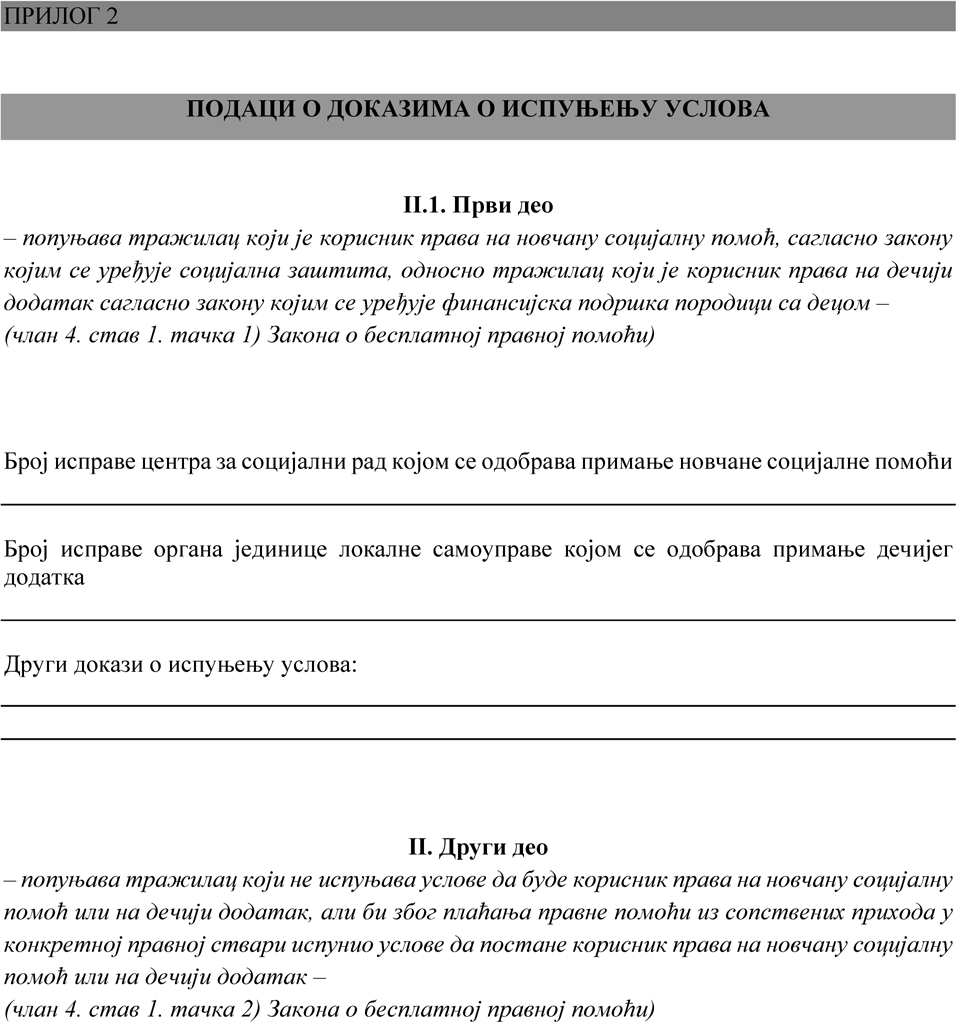 ПРИЛОГ 2
ПОДАЦИ О ДОКАЗИМА О ИСПУЊЕЊУ УСЛОВА
II.1. Први део
– попуњава тражилац који је корисник права на новчану социјалну помоћ, сагласно закону
којим се уређује социјална заштита, односно тражилац који је корисник права на дечији
додатак сагласно закону којим се уређује финансијска подршка породици са децом –
(члан 4. став 1. тачка 1) Закона о бесплатној правној помоћи)
Број исправе центра за социјални рад којом се одобрава примање новчане социјалне помоћи
Број исправе органа јединице локалне самоуправе којом се одобрава примање дечијег
додатка
Други докази о испуњењу услова:
II. Други део
– попуњава тражилац који не испуњава услове да буде корисник права на новчану социјалну
помоћ или на дечији додатак, али би због плаћања правне помоћи из сопствених прихода у
конкретној правној ствари испунио услове да постане корисник права на новчану социјалну
помоћ или на дечији додатак –
(члан 4. став 1. тачка 2) Закона о бесплатној правној помоћи)